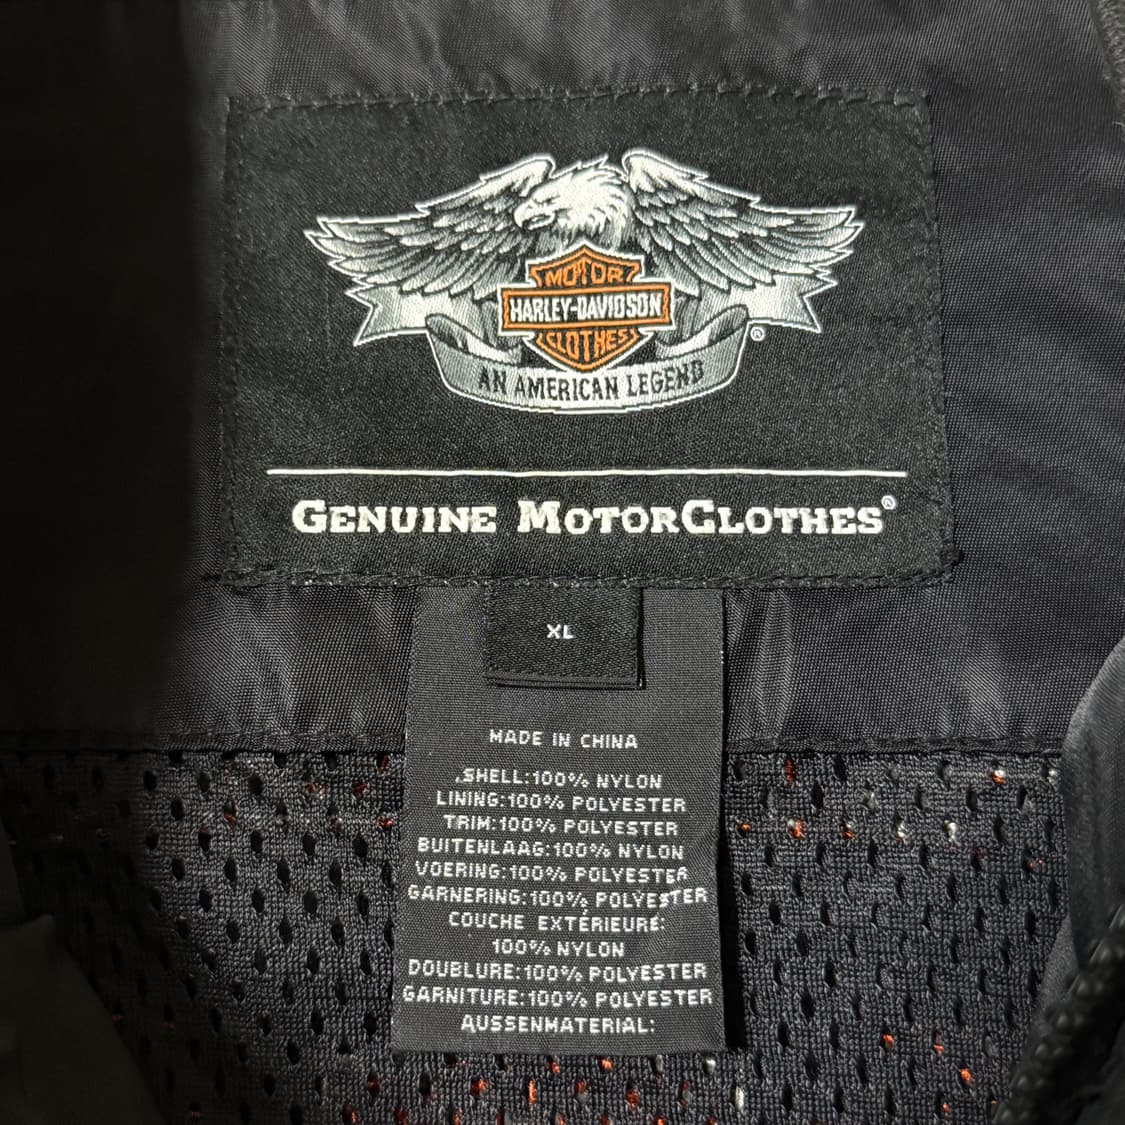 MOTOR
HARLEY-DAVIDSON
CLOTHES
®
AN AMERICAN LEGEND
GENUINE MOTORCLOTHES®
XL
MADE IN CHINA
SHELL:100% NYLON
LINING:100% POLYESTER
TRIM:100% POLYESTER
BUITENLAAG:100% NYLON
VOERING:100% POLYESTER
GARNERING:100% POLYESTER
COUCHE EXTÉRIEURE:
100% NYLON
DOUBLURE:100% POLYESTER
GARNITURE:100% POLYESTER
AUSSENMATERIAL: